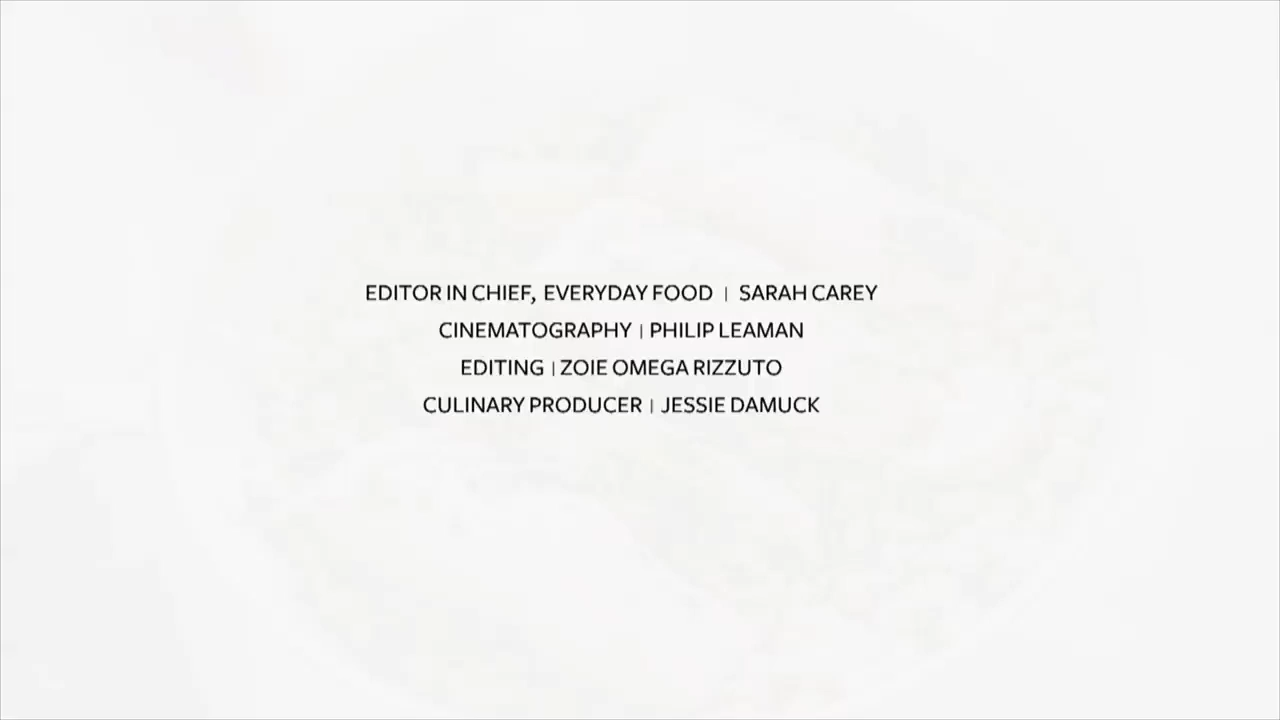 EDITOR IN CHIEF, EVERYDAY FOOD | SARAH CAREY
CINEMATOGRAPHY | PHILIP LEAMAN
EDITING | ZOIE OMEGA RIZZUTO
CULINARY PRODUCER | JESSIE DAMUCK